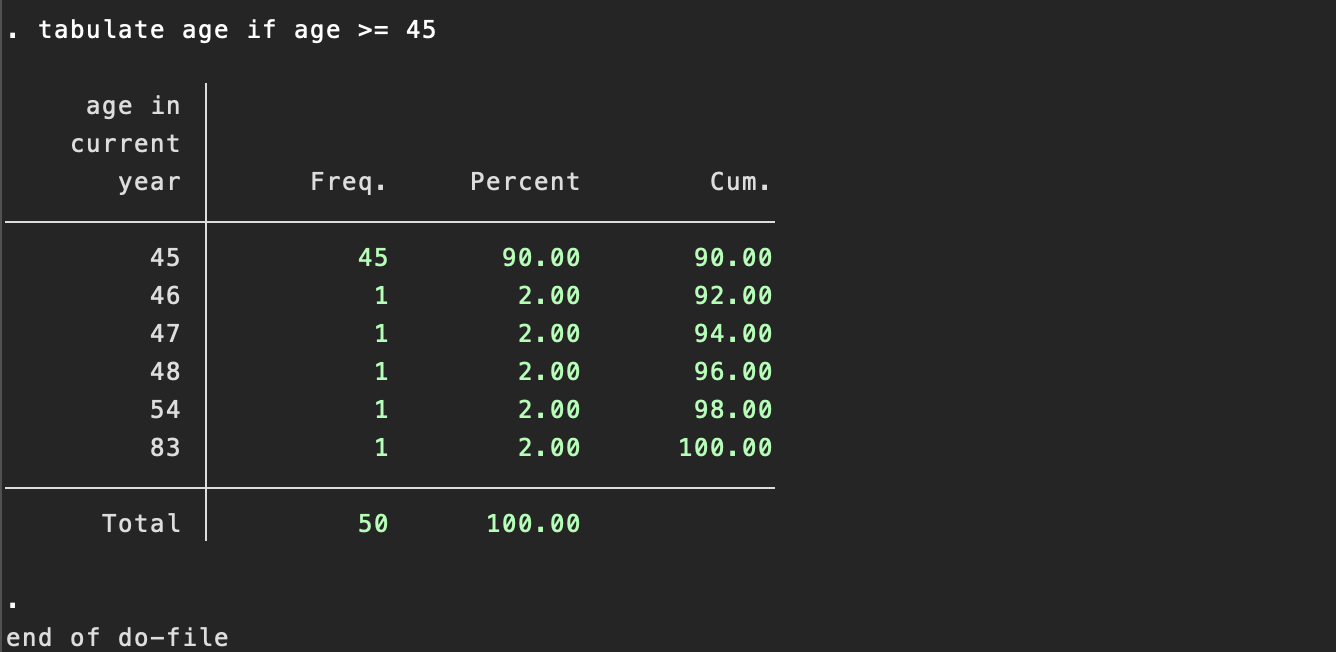 . tabulate age if age >= 45
age in
current
year Freq. Percent Cum.
45 45 90.00 90.00
46 1 2.00 92.00
47 1 2.00 94.00
48 1 2.00 96.00
54 1 2.00 98.00
83 1 2.00 100.00
Total 50 100.00
.
end of do-file